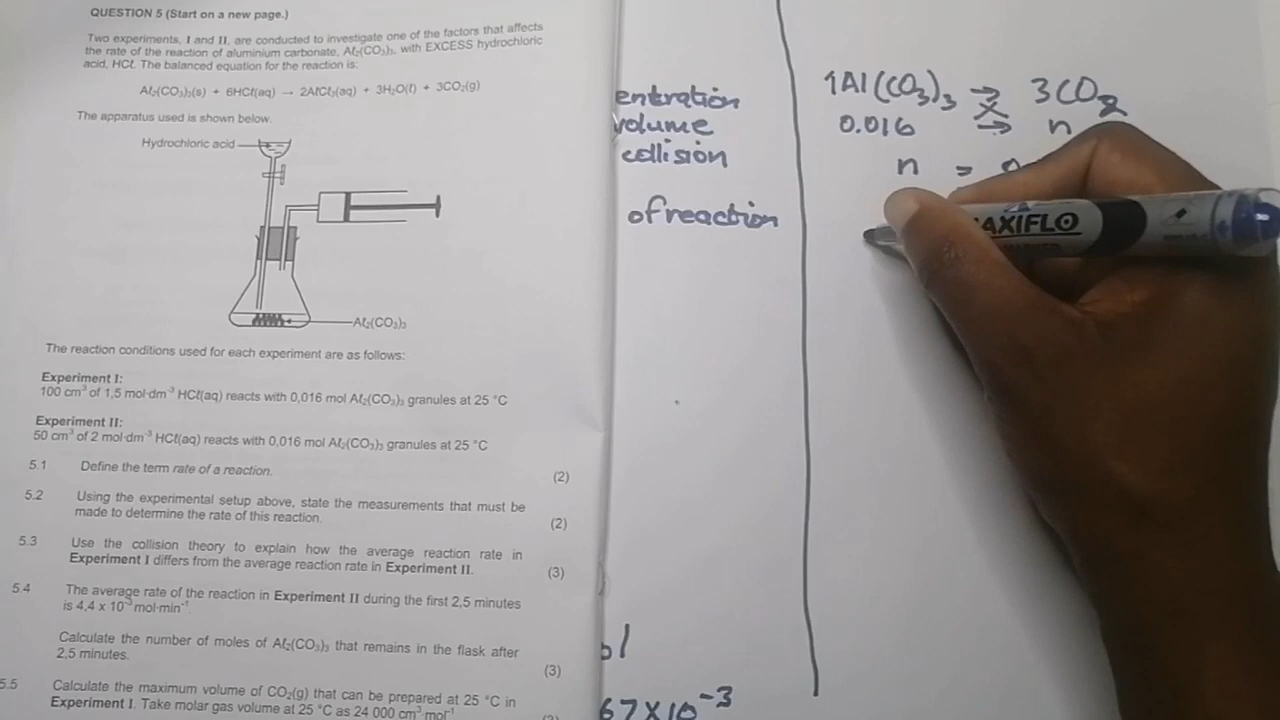 QUESTION 5 (Start on a new page.)
Two experiments, I and II, are conducted to investigate one of the factors that affects
the rate of the reaction of aluminium carbonate, Aℓ₂(CO₃)₃, with EXCESS hydrochloric
acid, HCℓ. The balanced equation for the reaction is:
Aℓ₂(CO₃)₃(s) + 6HCℓ(aq) → 2AℓCℓ₃(aq) + 3H₂O(ℓ) + 3CO₂(g)
The apparatus used is shown below.
Hydrochloric acid
Aℓ₂(CO₃)₃
The reaction conditions used for each experiment are as follows:
Experiment I:
100 cm³ of 1,5 mol·dm⁻³ HCℓ(aq) reacts with 0,016 mol Aℓ₂(CO₃)₃ granules at 25 °C
Experiment II:
50 cm³ of 2 mol·dm⁻³ HCℓ(aq) reacts with 0,016 mol Aℓ₂(CO₃)₃ granules at 25 °C
5.1 Define the term rate of a reaction. (2)
5.2 Using the experimental setup above, state the measurements that must be
made to determine the rate of this reaction. (2)
5.3 Use the collision theory to explain how the average reaction rate in
Experiment I differs from the average reaction rate in Experiment II. (3)
5.4 The average rate of the reaction in Experiment II during the first 2,5 minutes
is 4,4 x 10⁻³ mol·min⁻¹.
Calculate the number of moles of Aℓ₂(CO₃)₃ that remains in the flask after
2,5 minutes. (3)
5.5 Calculate the maximum volume of CO₂(g) that can be prepared at 25 °C in
Experiment I. Take molar gas volume at 25 °C as 24 000 cm³·mol⁻¹
entration
volume
collision
of reaction
67×10⁻³
1Al(CO₃)₃ → 3CO₂
0.016 → n
n =
AXIFLO